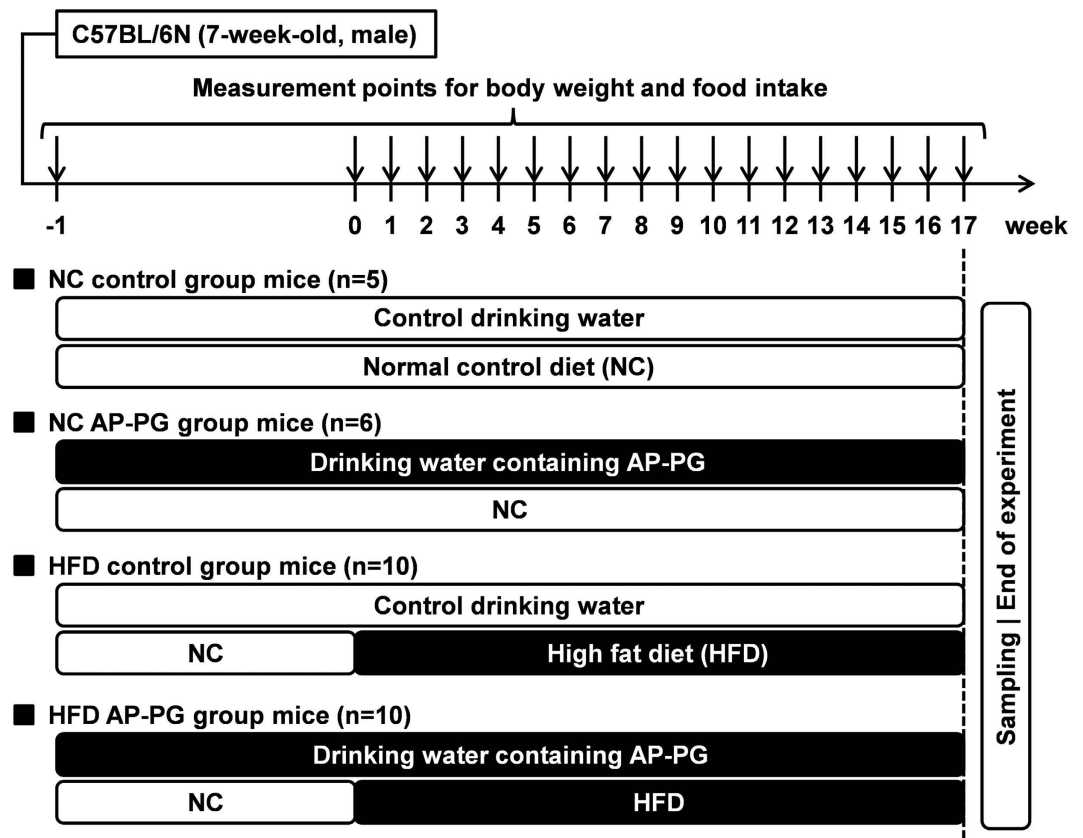 C57BL/6N (7-week-old, male)
Measurement points for body weight and food intake
-1 0 1 2 3 4 5 6 7 8 9 10 11 12 13 14 15 16 17 week
NC control group mice (n=5)
Control drinking water
Normal control diet (NC)
NC AP-PG group mice (n=6)
Drinking water containing AP-PG
NC
HFD control group mice (n=10)
Control drinking water
NC High fat diet (HFD)
HFD AP-PG group mice (n=10)
Drinking water containing AP-PG
NC HFD
Sampling | End of experiment